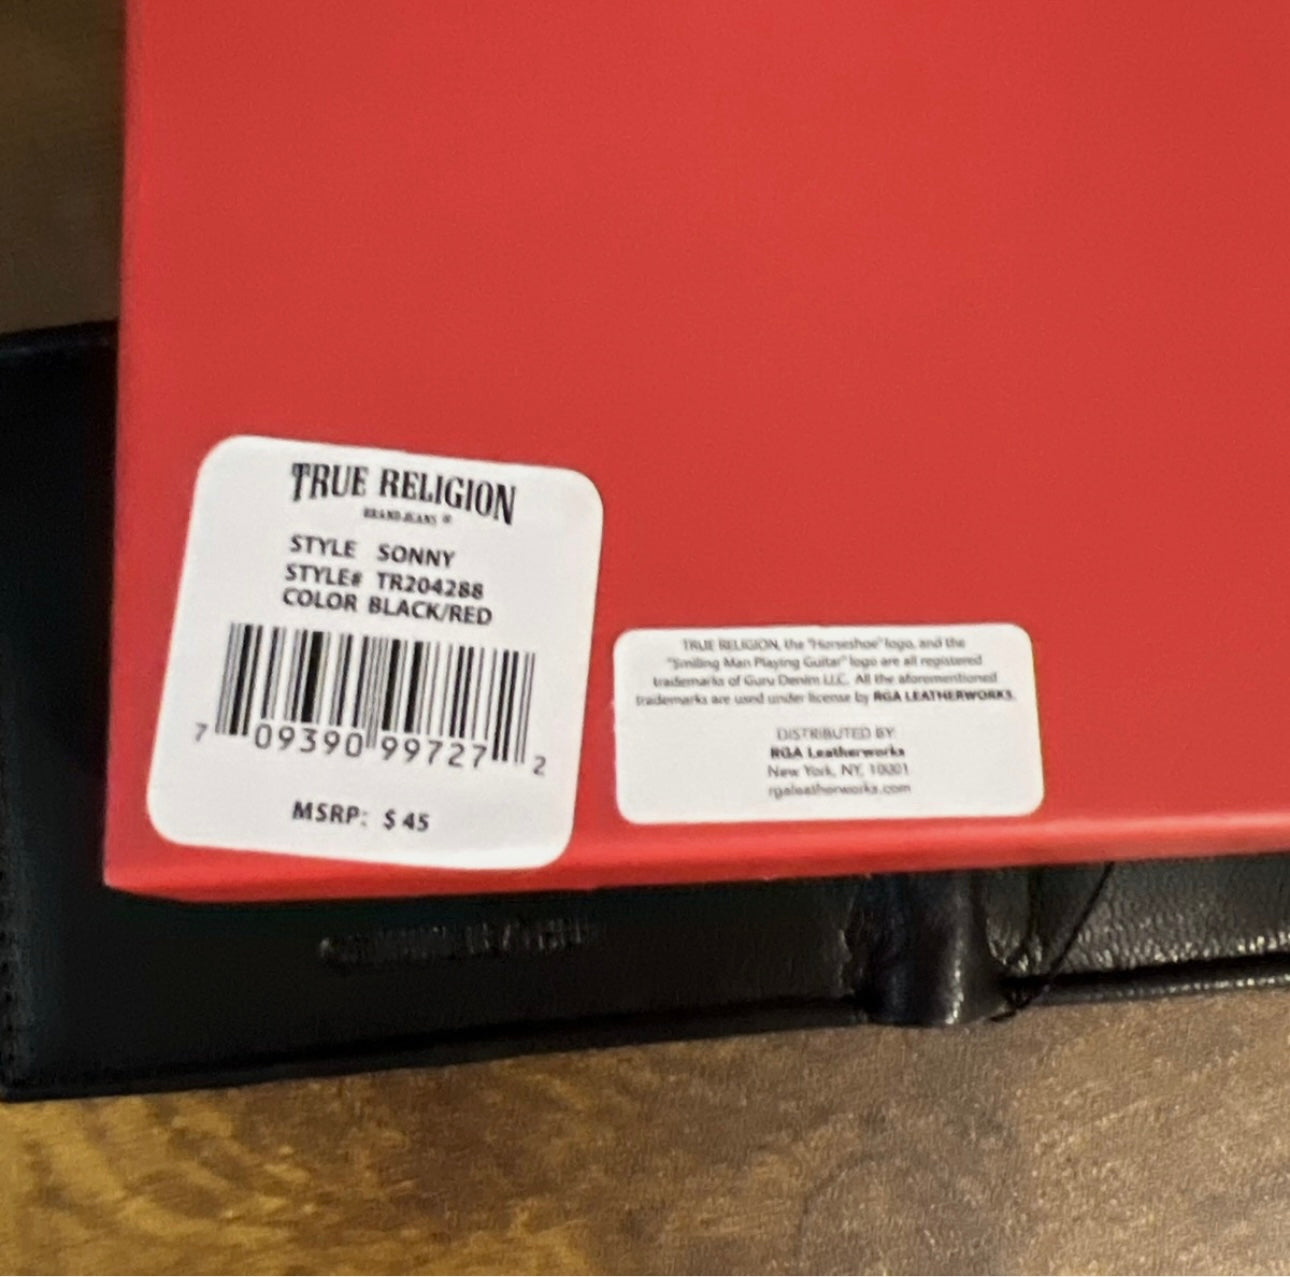 TRUE RELIGION
BRAND JEANS ®
STYLE SONNY
STYLE# TR204288
COLOR BLACK/RED
7 09390 99727 2
MSRP: $ 45
TRUE RELIGION, the "Horseshoe" logo, and the
"Smiling Man Playing Guitar" logo are all registered
trademarks of Guru Denim LLC. All the aforementioned
trademarks are used under license by RGA LEATHERWORKS.
DISTRIBUTED BY:
RGA Leatherworks
New York, NY, 10001
rgaleatherworks.com